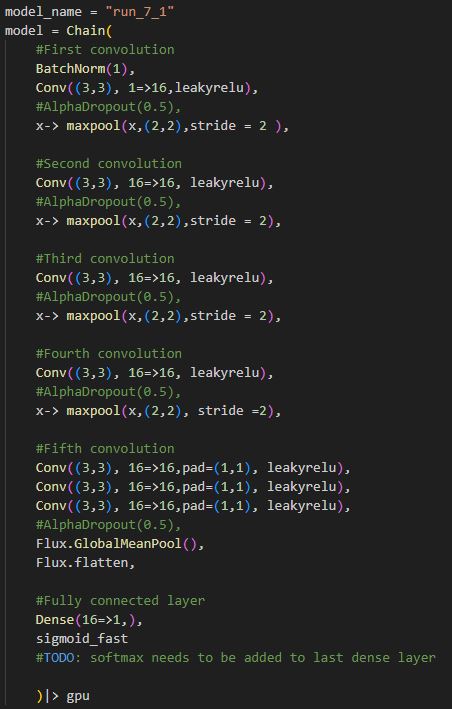 model_name = "run_7_1"
model = Chain(
    #First convolution
    BatchNorm(1),
    Conv((3,3), 1=>16,leakyrelu),
    #AlphaDropout(0.5),
    x-> maxpool(x,(2,2),stride = 2 ),

    #Second convolution
    Conv((3,3), 16=>16, leakyrelu),
    #AlphaDropout(0.5),
    x-> maxpool(x,(2,2),stride = 2),

    #Third convolution
    Conv((3,3), 16=>16, leakyrelu),
    #AlphaDropout(0.5),
    x-> maxpool(x,(2,2),stride = 2),

    #Fourth convolution
    Conv((3,3), 16=>16, leakyrelu),
    #AlphaDropout(0.5),
    x-> maxpool(x,(2,2), stride =2),

    #Fifth convolution
    Conv((3,3), 16=>16,pad=(1,1), leakyrelu),
    Conv((3,3), 16=>16,pad=(1,1), leakyrelu),
    Conv((3,3), 16=>16,pad=(1,1), leakyrelu),
    #AlphaDropout(0.5),
    Flux.GlobalMeanPool(),
    Flux.flatten,

    #Fully connected layer
    Dense(16=>1,),
    sigmoid_fast
    #TODO: softmax needs to be added to last dense layer

    )|> gpu